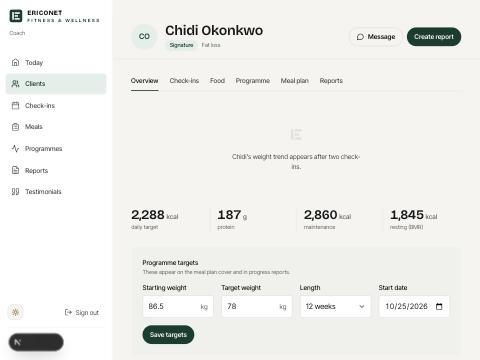 ERICONET
FITNESS & WELLNESS
Coach
Today
Clients
Check-ins
Meals
Programmes
Reports
Testimonials
Sign out
N
CO
Chidi Okonkwo
Signature Fat loss
Message
Create report
Overview Check-ins Food Programme Meal plan Reports
Chidi's weight trend appears after two check-
ins.
2,288 kcal
daily target
187 g
protein
2,860 kcal
maintenance
1,845 kcal
resting (BMR)
Programme targets
These appear on the meal plan cover and in progress reports.
Starting weight
86.5 kg
Target weight
78 kg
Length
12 weeks
Start date
10/25/2026
Save targets